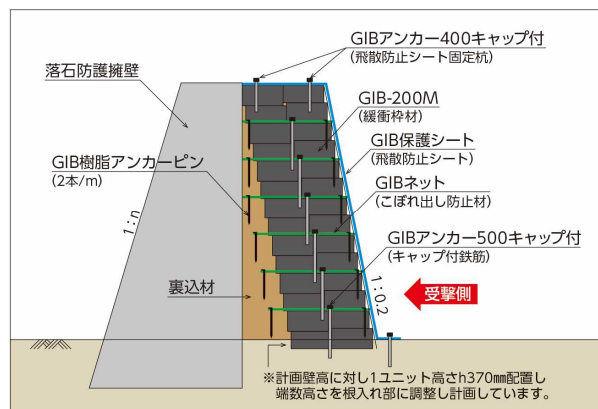 GIBアンカー400キャップ付
(飛散防止シート固定杭)
落石防護擁壁
GIB-200M
(緩衝枠材)
GIB保護シート
(飛散防止シート)
GIB樹脂アンカーピン
(2本/m)
GIBネット
(こぼれ出し防止材)
1:n
GIBアンカー500キャップ付
(キャップ付鉄筋)
裏込材
1:0.2
受撃側
※計画壁高に対し1ユニット高さh370㎜配置し
端数高さを根入れ部に調整し計画しています。